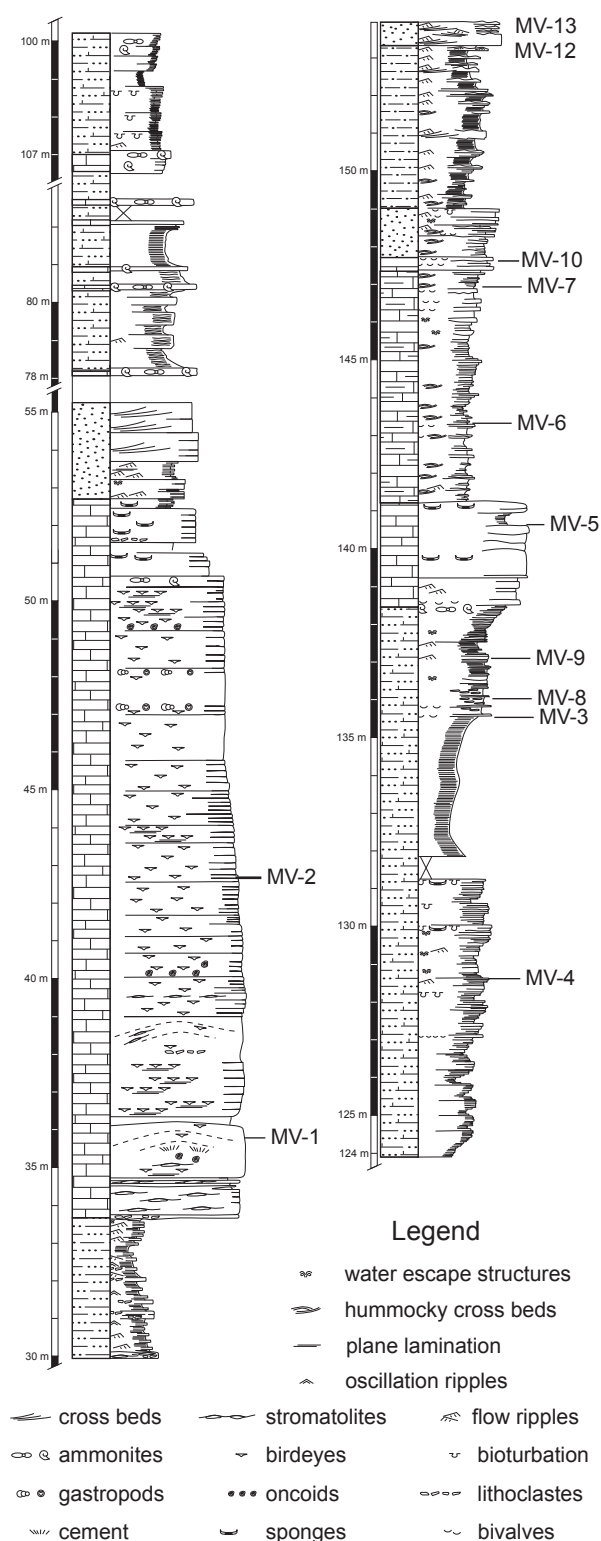 100 m
107 m
80 m
78 m
55 m
50 m
45 m
MV-2
40 m
MV-1
35 m
30 m
MV-13
MV-12
150 m
MV-10
MV-7
145 m
MV-6
MV-5
140 m
MV-9
MV-8
MV-3
135 m
130 m
MV-4
125 m
124 m
Legend
water escape structures
hummocky cross beds
plane lamination
oscillation ripples
cross beds stromatolites flow ripples
ammonites birdeyes bioturbation
gastropods oncoids lithoclastes
cement sponges bivalves